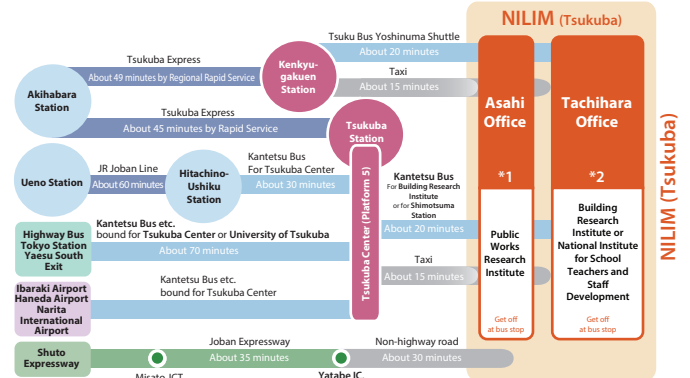 NILIM (Tsukuba)
Tsuku Bus Yoshinuma Shuttle
About 20 minutes
Tsukuba Express
About 49 minutes by Regional Rapid Service
Kenkyu-
gakuen
Station
Taxi
About 15 minutes
Akihabara
Station
Tsukuba Express
About 45 minutes by Rapid Service
Tsukuba
Station
Asahi
Office
*1
Tachihara
Office
*2
NILIM (Tsukuba)
Ueno Station
JR Joban Line
About 60 minutes
Hitachino-
Ushiku
Station
Kantetsu Bus
For Tsukuba Center
About 30 minutes
Tsukuba Center (Platform 5)
Kantetsu Bus
For Building Research
Institute
or for Shimotsuma
Station
About 20 minutes
Highway Bus
Tokyo Station
Yaesu South
Exit
Kantetsu Bus etc.
bound for Tsukuba Center or University of Tsukuba
About 70 minutes
Taxi
About 15 minutes
Public
Works
Research
Institute
Get off
at bus stop
Building
Research
Institute or
National Institute
for School
Teachers and
Staff
Development
Get off
at bus stop
Ibaraki Airport
Haneda Airport
Narita
International
Airport
Kantetsu Bus etc.
bound for Tsukuba Center
Shuto
Expressway
Joban Expressway
About 35 minutes
Non-highway road
About 30 minutes
Misato JCT
Yatabe IC.